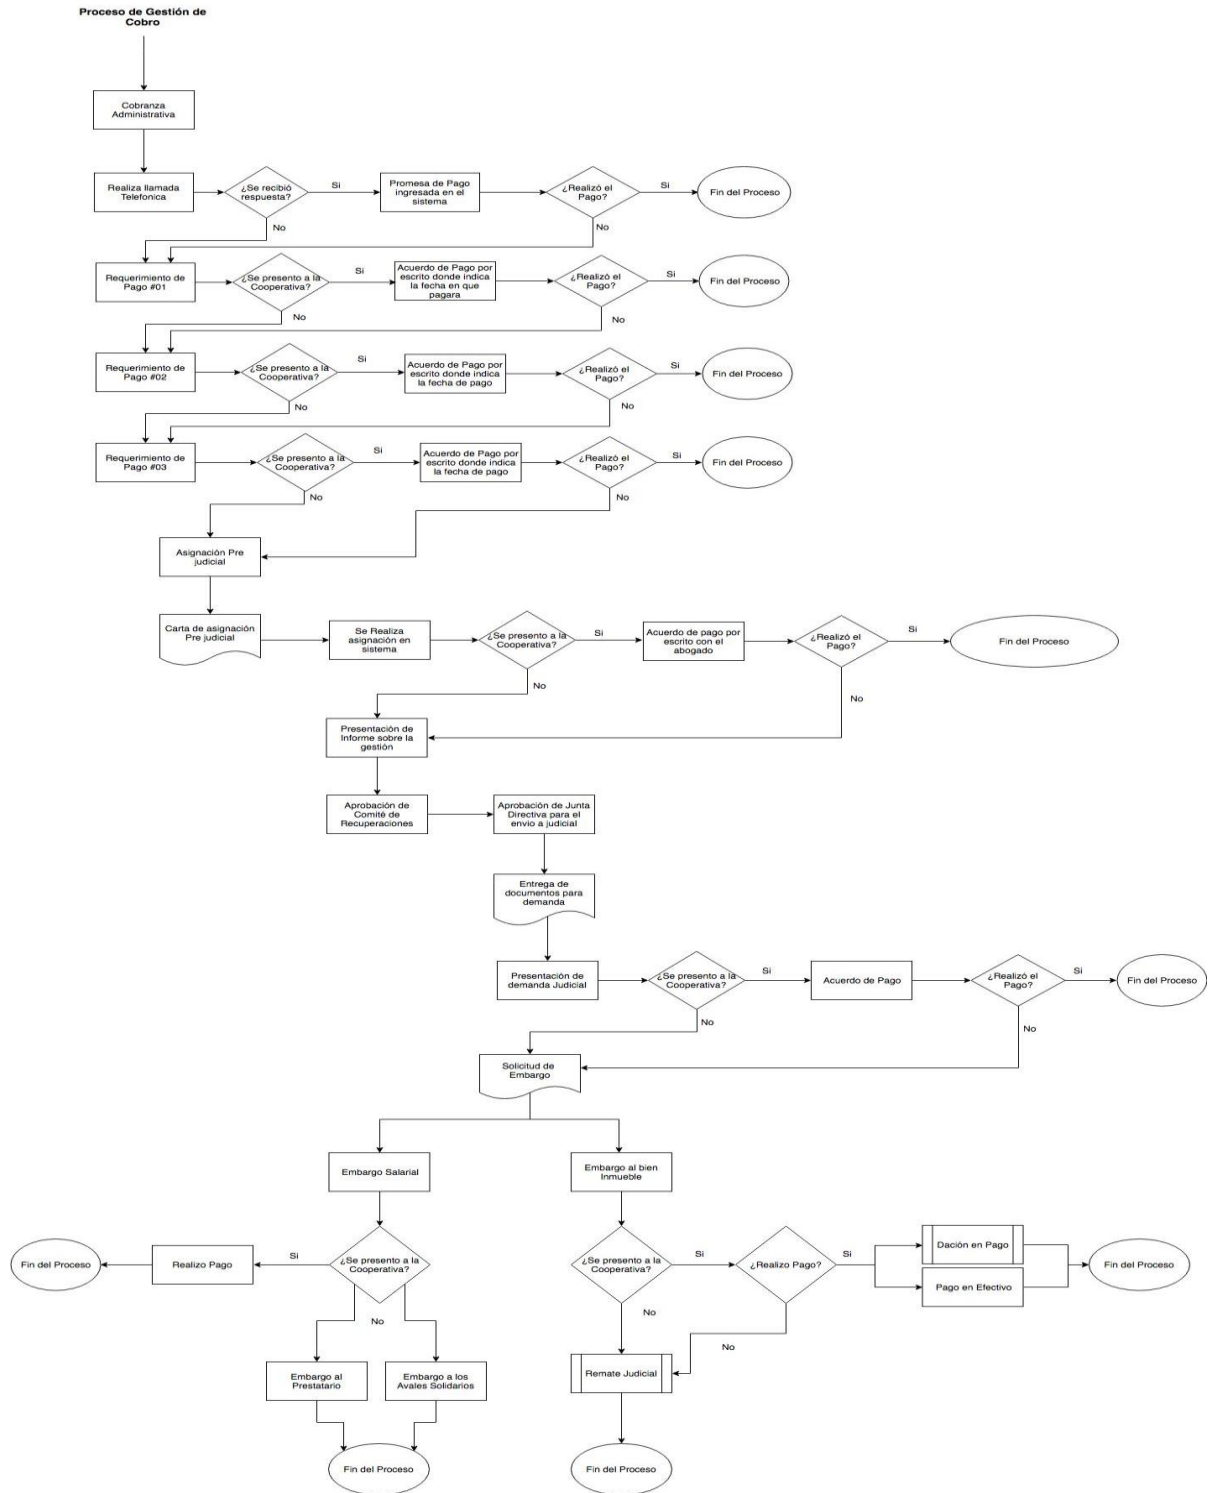 Proceso de Gestión de
Cobro
Cobranza
Administrativa
Realiza llamada
Telefonica
¿Se recibió
respuesta?
Si
Promesa de Pago
ingresada en el
sistema
¿Realizó el
Pago?
Si
Fin del Proceso
No
No
Requerimiento de
Pago #01
¿Se presento a la
Cooperativa?
Si
Acuerdo de Pago por
escrito donde indica
la fecha en que
pagara
¿Realizó el
Pago?
Si
Fin del Proceso
No
No
Requerimiento de
Pago #02
¿Se presento a la
Cooperativa?
Si
Acuerdo de Pago por
escrito donde indica
la fecha de pago
¿Realizó el
Pago?
Si
Fin del Proceso
No
No
Requerimiento de
Pago #03
¿Se presento a la
Cooperativa?
Si
Acuerdo de Pago por
escrito donde indica
la fecha de pago
¿Realizó el
Pago?
Si
Fin del Proceso
No
No
Asignación Pre
judicial
Carta de asignación
Pre judicial
Se Realiza
asignación en
sistema
¿Se presento a la
Cooperativa?
Si
Acuerdo de pago por
escrito con el
abogado
¿Realizó el
Pago?
Si
Fin del Proceso
No
No
Presentación de
Informe sobre la
gestión
Aprobación de
Comité de
Recuperaciones
Aprobación de Junta
Directiva para el
envio a judicial
Entrega de
documentos para
demanda
Presentación de
demanda Judicial
¿Se presento a la
Cooperativa?
Si
Acuerdo de Pago
¿Realizó el
Pago?
Si
Fin del Proceso
No
No
Solicitud de
Embargo
Embargo Salarial
Embargo al bien
Inmueble
Fin del Proceso
Realizo Pago
Si
¿Se presento a la
Cooperativa?
¿Se presento a la
Cooperativa?
Si
¿Realizo Pago?
Si
Dación en Pago
Pago en Efectivo
Fin del Proceso
No
No
No
Embargo al
Prestatario
Embargo a los
Avales Solidarios
Remate Judicial
Fin del Proceso
Fin del Proceso